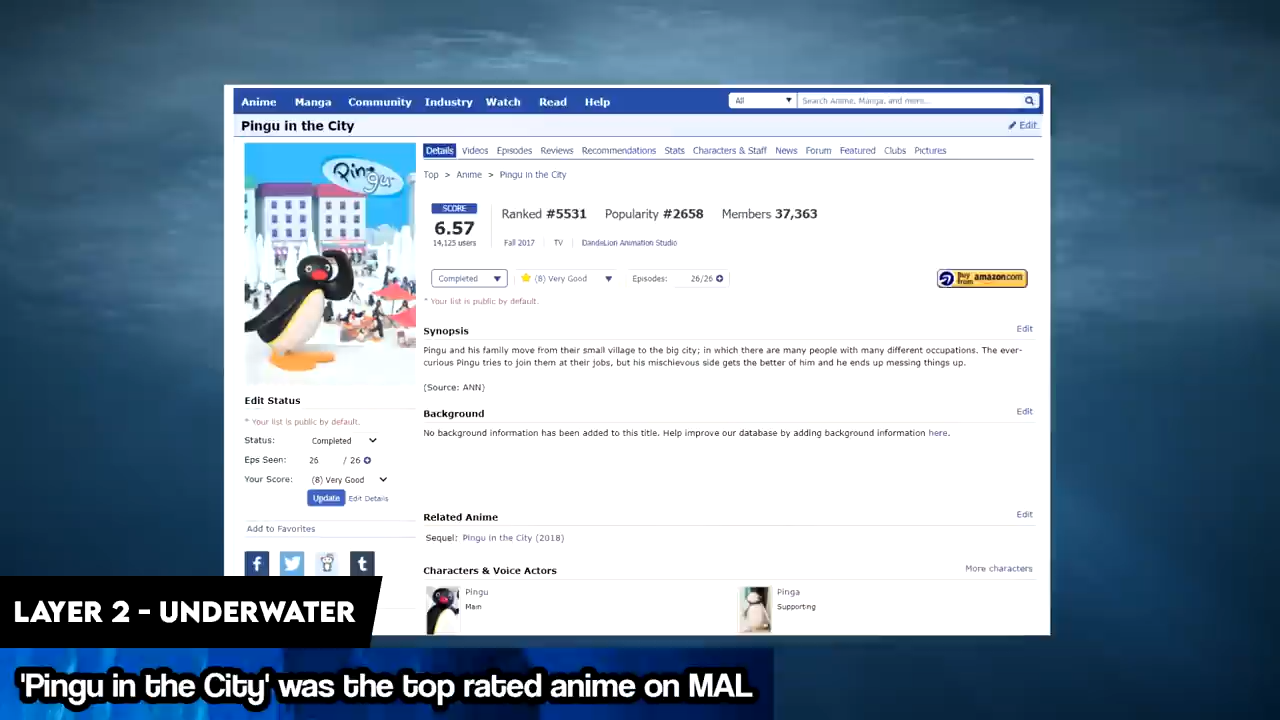 Anime Manga Community Industry Watch Read Help
All Search Anime, Manga, and more...
Pingu in the City
Edit
Pingu
Details Videos Episodes Reviews Recommendations Stats Characters & Staff News Forum Featured Clubs Pictures
Top > Anime > Pingu in the City
SCORE
6.57
14,125 users
Ranked #5531 Popularity #2658 Members 37,363
Fall 2017 TV DandeLion Animation Studio
Completed (8) Very Good Episodes: 26/26
Buy from amazon.com
* Your list is public by default.
Synopsis Edit
Pingu and his family move from their small village to the big city; in which there are many people with many different occupations. The ever-
curious Pingu tries to join them at their jobs, but his mischievous side gets the better of him and he ends up messing things up.
(Source: ANN)
Background Edit
No background information has been added to this title. Help improve our database by adding background information here.
Related Anime Edit
Sequel: Pingu in the City (2018)
Characters & Voice Actors More characters
Pingu
Main
Pinga
Supporting
Edit Status
* Your list is public by default.
Status: Completed
Eps Seen: 26 / 26
Your Score: (8) Very Good
Update Edit Details
Add to Favorites
f t
LAYER 2 - UNDERWATER
'Pingu in the City' was the top rated anime on MAL